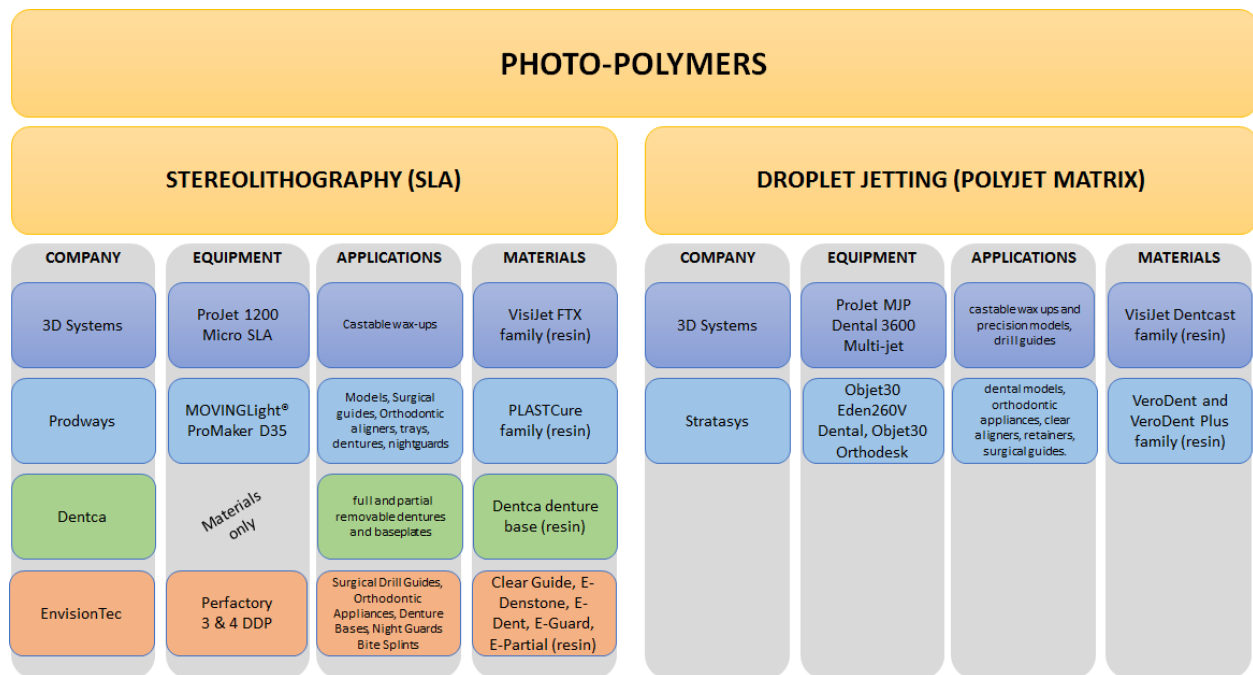 PHOTO-POLYMERS
STEREOLITHOGRAPHY (SLA)
COMPANY
EQUIPMENT
APPLICATIONS
MATERIALS
3D Systems
ProJet 1200
Micro SLA
Castable wax-ups
VisiJet FTX
family (resin)
Prodways
MOVINGLight®
ProMaker D35
Models, Surgical
guides, Orthodontic
aligners, trays,
dentures, nightguards
PLASTCure
family (resin)
Dentca
Materials
only
full and partial
removable dentures
and baseplates
Dentca denture
base (resin)
EnvisionTec
Perfactory
3 & 4 DDP
Surgical Drill Guides,
Orthodontic
Appliances, Denture
Bases, Night Guards
Bite Splints
Clear Guide, E-
Denstone, E-
Dent, E-Guard,
E-Partial (resin)
DROPLET JETTING (POLYJET MATRIX)
COMPANY
EQUIPMENT
APPLICATIONS
MATERIALS
3D Systems
ProJet MJP
Dental 3600
Multi-jet
castable wax ups and
precision models,
drill guides
VisiJet Dentcast
family (resin)
Stratasys
Objet30
Eden260V
Dental, Objet30
Orthodesk
dental models,
orthodontic
appliances, clear
aligners, retainers,
surgical guides.
VeroDent and
VeroDent Plus
family (resin)